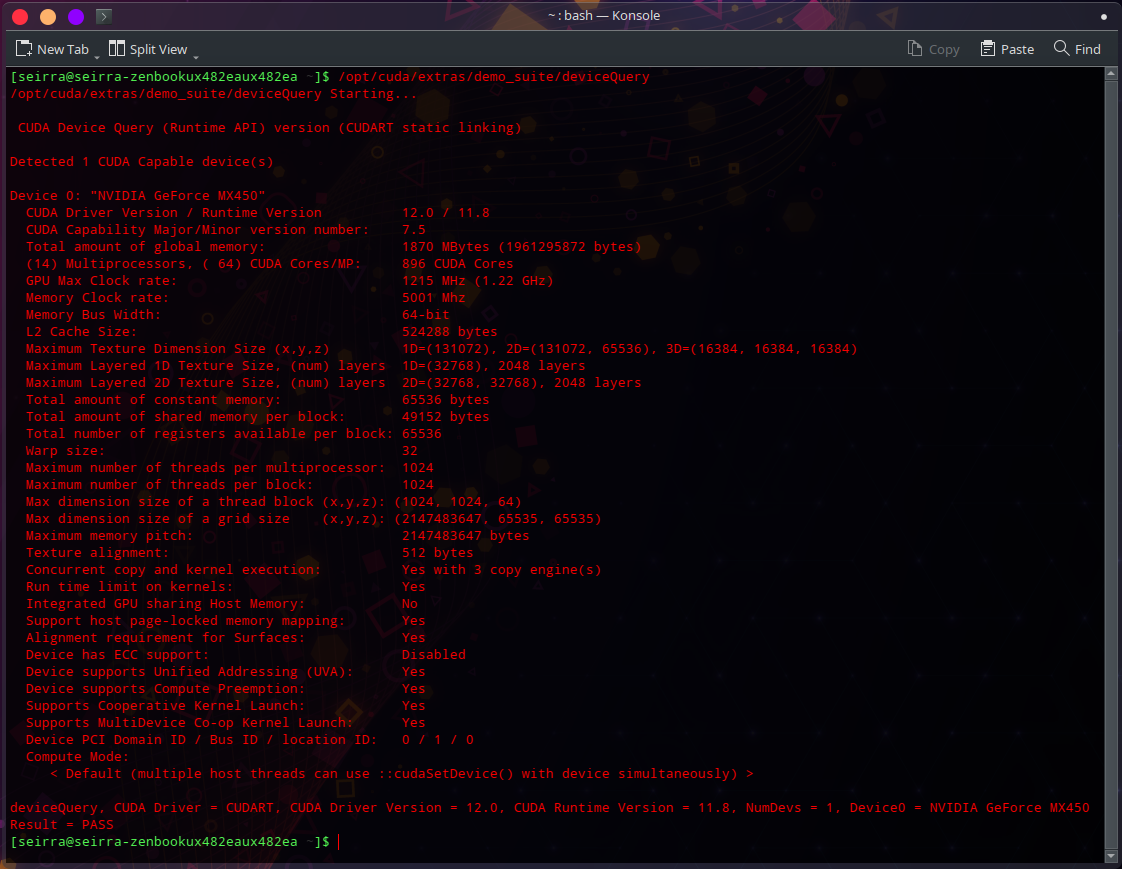 ~ : bash — Konsole
New Tab Split View Copy Paste Find
[seirra@seirra-zenbookux482eaux482ea ~]$ /opt/cuda/extras/demo_suite/deviceQuery
/opt/cuda/extras/demo_suite/deviceQuery Starting...
CUDA Device Query (Runtime API) version (CUDART static linking)
Detected 1 CUDA Capable device(s)
Device 0: "NVIDIA GeForce MX450"
CUDA Driver Version / Runtime Version 12.0 / 11.8
CUDA Capability Major/Minor version number: 7.5
Total amount of global memory: 1870 MBytes (1961295872 bytes)
(14) Multiprocessors, ( 64) CUDA Cores/MP: 896 CUDA Cores
GPU Max Clock rate: 1215 MHz (1.22 GHz)
Memory Clock rate: 5001 Mhz
Memory Bus Width: 64-bit
L2 Cache Size: 524288 bytes
Maximum Texture Dimension Size (x,y,z) 1D=(131072), 2D=(131072, 65536), 3D=(16384, 16384, 16384)
Maximum Layered 1D Texture Size, (num) layers 1D=(32768), 2048 layers
Maximum Layered 2D Texture Size, (num) layers 2D=(32768, 32768), 2048 layers
Total amount of constant memory: 65536 bytes
Total amount of shared memory per block: 49152 bytes
Total number of registers available per block: 65536
Warp size: 32
Maximum number of threads per multiprocessor: 1024
Maximum number of threads per block: 1024
Max dimension size of a thread block (x,y,z): (1024, 1024, 64)
Max dimension size of a grid size (x,y,z): (2147483647, 65535, 65535)
Maximum memory pitch: 2147483647 bytes
Texture alignment: 512 bytes
Concurrent copy and kernel execution: Yes with 3 copy engine(s)
Run time limit on kernels: Yes
Integrated GPU sharing Host Memory: No
Support host page-locked memory mapping: Yes
Alignment requirement for Surfaces: Yes
Device has ECC support: Disabled
Device supports Unified Addressing (UVA): Yes
Device supports Compute Preemption: Yes
Supports Cooperative Kernel Launch: Yes
Supports MultiDevice Co-op Kernel Launch: Yes
Device PCI Domain ID / Bus ID / location ID: 0 / 1 / 0
Compute Mode:
< Default (multiple host threads can use ::cudaSetDevice() with device simultaneously) >
deviceQuery, CUDA Driver = CUDART, CUDA Driver Version = 12.0, CUDA Runtime Version = 11.8, NumDevs = 1, Device0 = NVIDIA GeForce MX450
Result = PASS
[seirra@seirra-zenbookux482eaux482ea ~]$